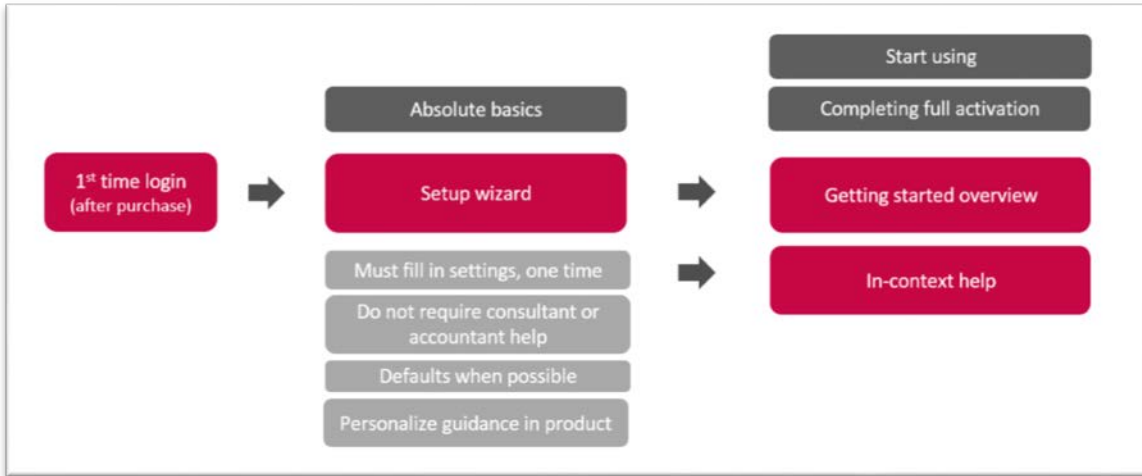 1st time login
(after purchase)
Absolute basics
Setup wizard
Must fill in settings, one time
Do not require consultant or
accountant help
Defaults when possible
Personalize guidance in product
Start using
Completing full activation
Getting started overview
In-context help